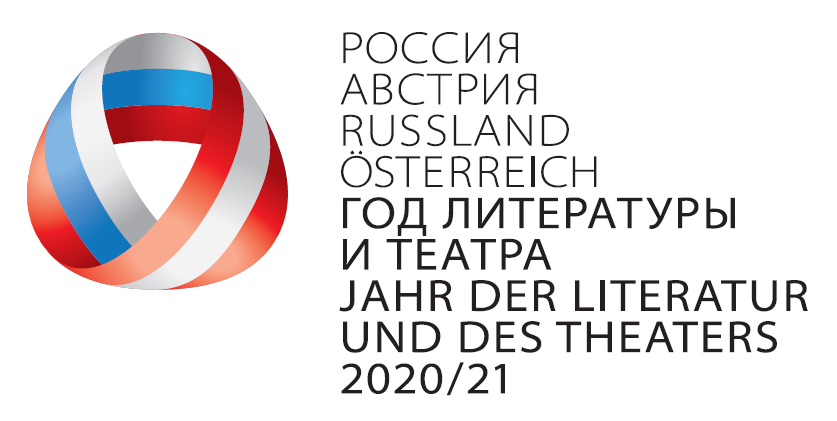 РОССИЯ
АВСТРИЯ
RUSSLAND
ÖSTERREICH
ГОД ЛИТЕРАТУРЫ
И ТЕАТРА
JAHR DER LITERATUR
UND DES THEATERS
2020/21